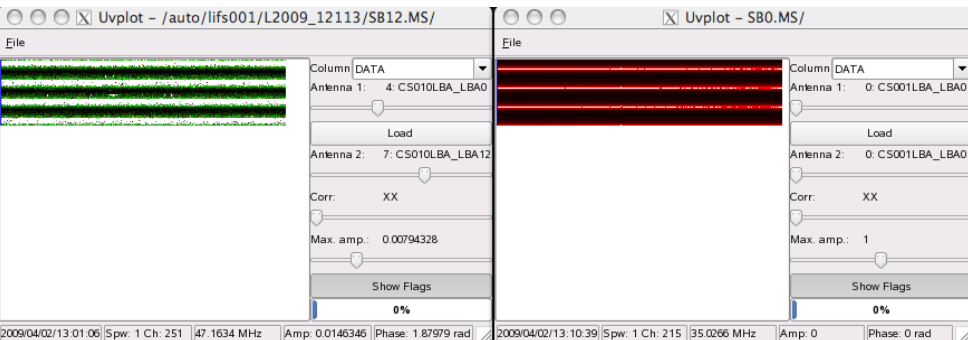 X Uvplot - /auto/lifs001/L2009_12113/SB12.MS/
File
Column DATA
Antenna 1: 4: CS010LBA_LBA0
Load
Antenna 2: 7: CS010LBA_LBA12
Corr: XX
Max. amp.: 0.00794328
Show Flags
0%
2009/04/02/13:01:06 Spw: 1 Ch: 251 47.1634 MHz Amp: 0.0146346 Phase: 1.87979 rad
X Uvplot - SB0.MS/
File
Column DATA
Antenna 1: 0: CS001LBA_LBA0
Load
Antenna 2: 0: CS001LBA_LBA0
Corr: XX
Max. amp.: 1
Show Flags
0%
2009/04/02/13:10:39 Spw: 1 Ch: 215 35.0266 MHz Amp: 0 Phase: 0 rad